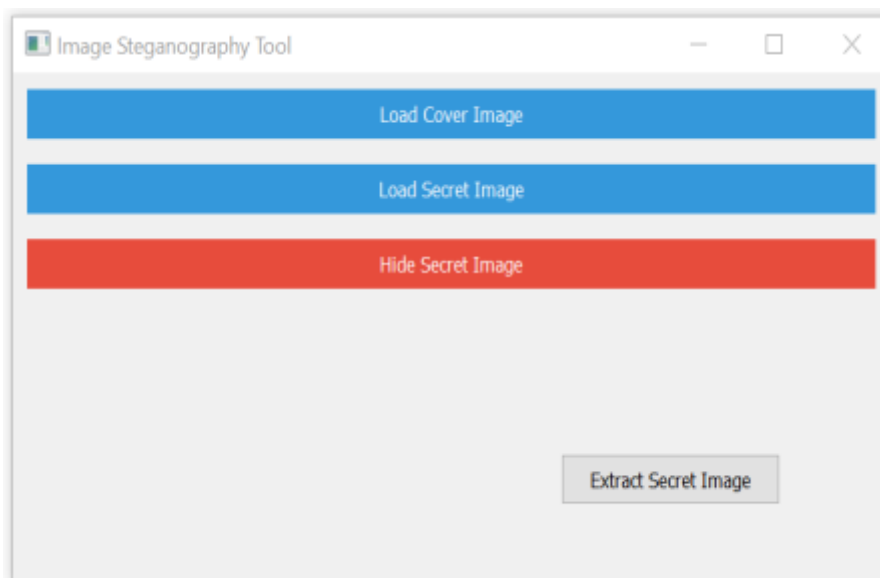 Image Steganography Tool
Load Cover Image
Load Secret Image
Hide Secret Image
Extract Secret Image